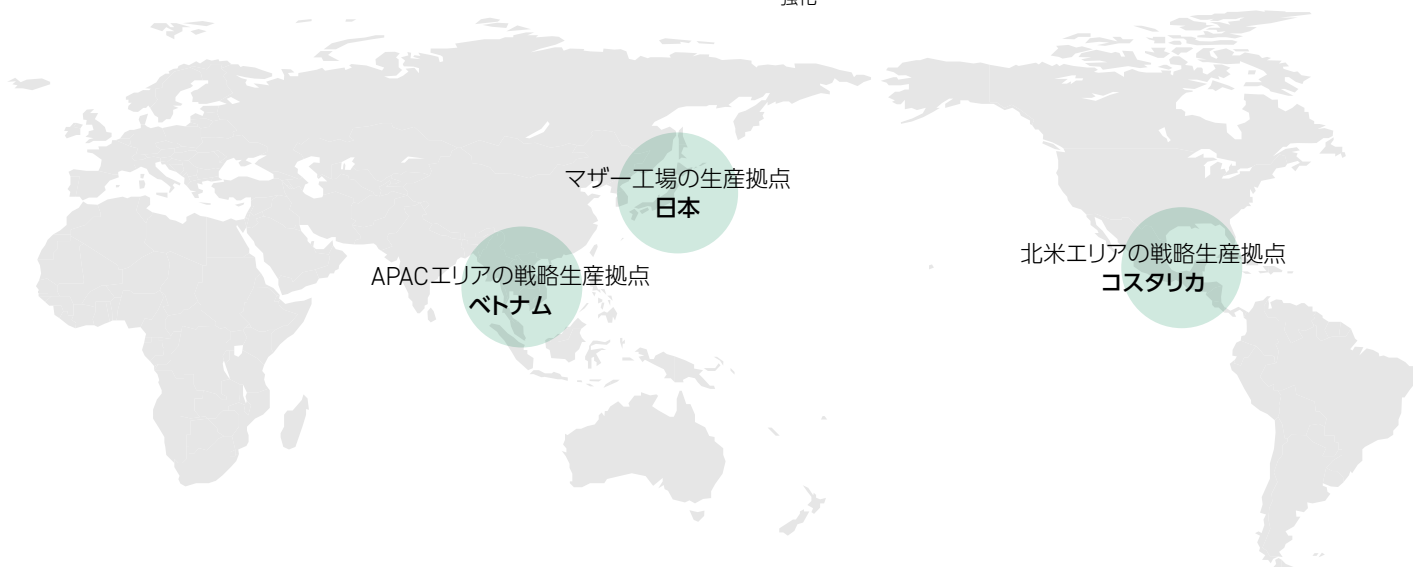 強化
マザー工場の生産拠点
日本
北米エリアの戦略生産拠点
コスタリカ
APACエリアの戦略生産拠点
ベトナム